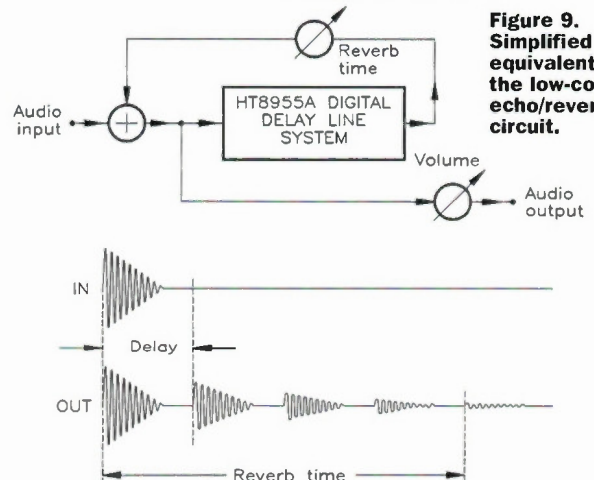 Figure 9.
Simplified
equivalent
the low-co
echo/rever
circuit.
Reverb
time
Audio
input
+
HT8955A DIGITAL
DELAY LINE
SYSTEM
Volume
Audio
output
IN
Delay
OUT
Reverb time